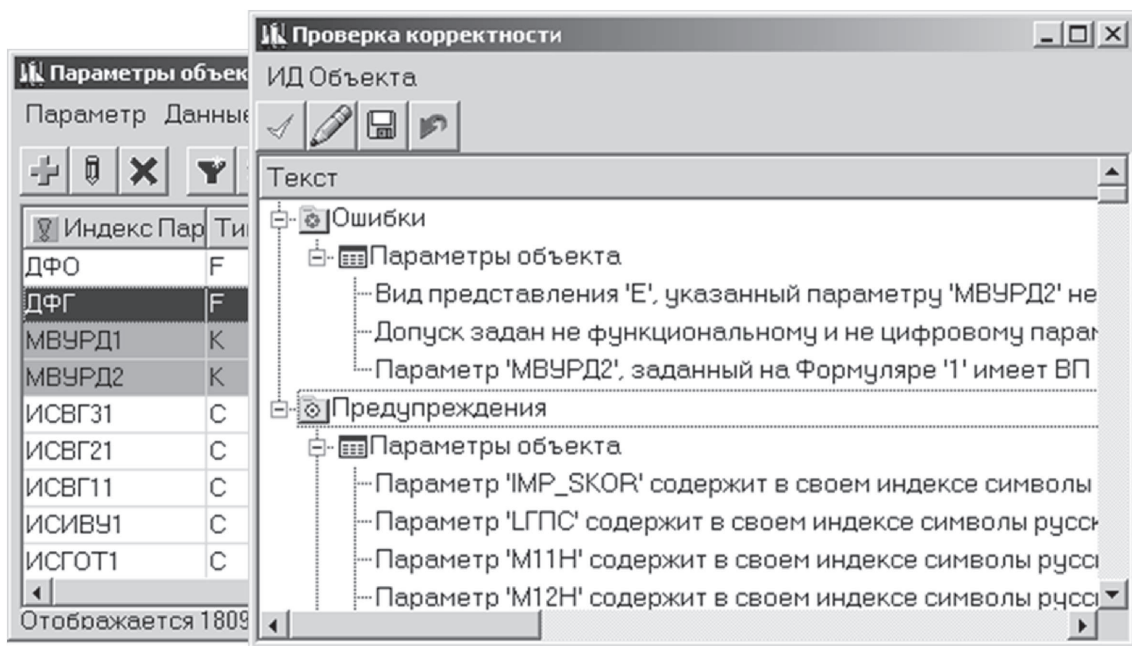 Параметры объек
Параметр Данные
Индекс Пар Ти
ДФО F
ДФГ F
МВУРД1 K
МВУРД2 K
ИСВГ31 C
ИСВГ21 C
ИСВГ11 C
ИСИВУ1 C
ИСГОТ1 C
Отображается 1809
Проверка корректности
ИД Объекта
Текст
Ошибки
Параметры объекта
Вид представления 'E', указанный параметру 'МВУРД2' не
Допуск задан не функциональному и не цифровому парам
Параметр 'МВУРД2', заданный на Формуляре '1' имеет ВП
Предупреждения
Параметры объекта
Параметр 'IMP_SKOR' содержит в своем индексе символы
Параметр 'LГПС' содержит в своем индексе символы русск
Параметр 'М11Н' содержит в своем индексе символы русс
Параметр 'М12Н' содержит в своем индексе символы русс